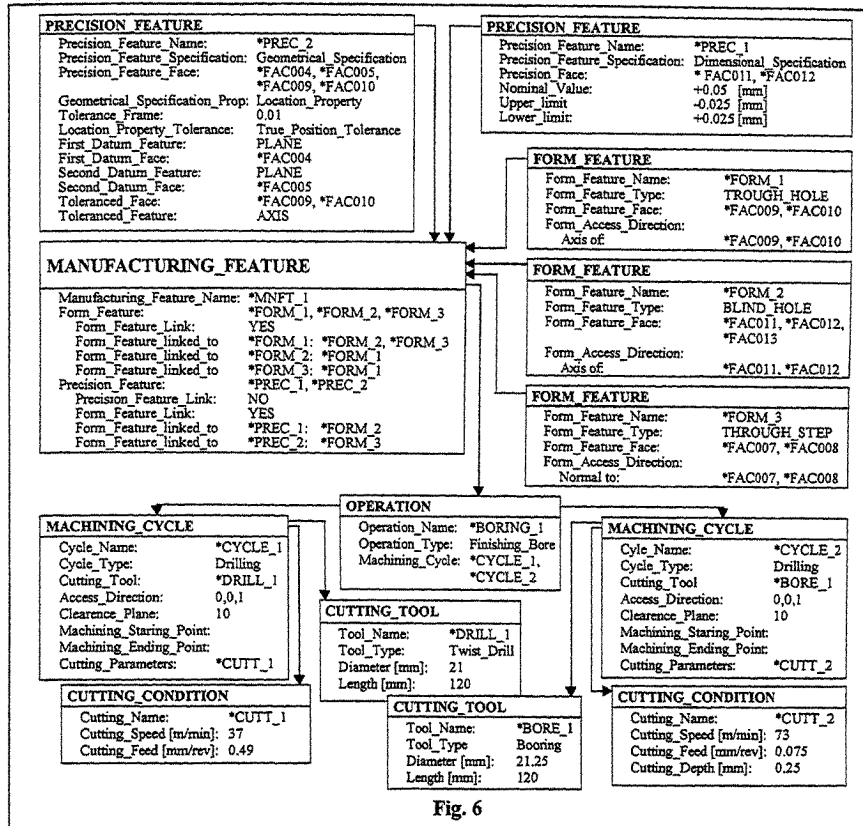 PRECISION_FEATURE
Precision_Feature_Name: *PREC_2
Precision_Feature_Specification: Geometrical_Specification
Precision_Feature_Face: *FAC004, *FAC005,
*FAC009, *FAC010
Geometrical_Specification_Prop: Location_Property
Tolerance_Frame: 0.01
Location_Property_Tolerance: True_Position_Tolerance
First_Datum_Feature: PLANE
First_Datum_Face: *FAC004
Second_Datum_Feature: PLANE
Second_Datum_Face: *FAC005
Toleranced_Face: *FAC009, *FAC010
Toleranced_Feature: AXIS
PRECISION_FEATURE
Precision_Feature_Name: *PREC_1
Precision_Feature_Specification: Dimensional_Specification
Precision_Face: * FAC011, *FAC012
Nominal_Value: +0.05 [mm]
Upper_limit -0.025 [mm]
Lower_limit: +0.025 [mm]
FORM_FEATURE
Form_Feature_Name: *FORM_1
Form_Feature_Type: TROUGH_HOLE
Form_Feature_Face: *FAC009, *FAC010
Form_Access_Direction:
Axis of: *FAC009, *FAC010
MANUFACTURING_FEATURE
Manufacturing_Feature_Name: *MNFT_1
Form_Feature: *FORM_1, *FORM_2, *FORM_3
Form_Feature_Link: YES
Form_Feature_linked_to *FORM_1: *FORM_2, *FORM_3
Form_Feature_linked_to *FORM_2: *FORM_1
Form_Feature_linked_to *FORM_3: *FORM_1
Precision_Feature: *PREC_1, *PREC_2
Precision_Feature_Link: NO
Form_Feature_Link: YES
Form_Feature_linked_to *PREC_1: *FORM_2
Form_Feature_linked_to *PREC_2: *FORM_3
FORM_FEATURE
Form_Feature_Name: *FORM_2
Form_Feature_Type: BLIND_HOLE
Form_Feature_Face: *FAC011, *FAC012,
*FAC013
Form_Access_Direction:
Axis of: *FAC011, *FAC012
FORM_FEATURE
Form_Feature_Name: *FORM_3
Form_Feature_Type: THROUGH_STEP
Form_Feature_Face: *FAC007, *FAC008
Form_Access_Direction:
Normal to: *FAC007, *FAC008
OPERATION
Operation_Name: *BORING_1
Operation_Type: Finishing_Bore
Machining_Cycle: *CYCLE_1,
*CYCLE_2
MACHINING_CYCLE
Cycle_Name: *CYCLE_1
Cycle_Type: Drilling
Cutting_Tool: *DRILL_1
Access_Direction: 0,0,1
Clearence_Plane: 10
Machining_Staring_Point:
Machining_Ending_Point:
Cutting_Parameters: *CUTT_1
MACHINING_CYCLE
Cyle_Name: *CYCLE_2
Cycle_Type: Drilling
Cutting_Tool *BORE_1
Access_Direction: 0,0,1
Clearence_Plane: 10
Machining_Staring_Point:
Machining_Ending_Point:
Cutting_Parameters: *CUTT_2
CUTTING_TOOL
Tool_Name: *DRILL_1
Tool_Type: Twist_Drill
Diameter [mm]: 21
Length [mm]: 120
CUTTING_CONDITION
Cutting_Name: *CUTT_1
Cutting_Speed [m/min]: 37
Cutting_Feed [mm/rev]: 0.49
CUTTING_TOOL
Tool_Name: *BORE_1
Tool_Type Booring
Diameter [mm]: 21.25
Length [mm]: 120
CUTTING_CONDITION
Cutting_Name: *CUTT_2
Cutting_Speed [m/min]: 73
Cutting_Feed [mm/rev]: 0.075
Cutting_Depth [mm]: 0.25
Fig. 6